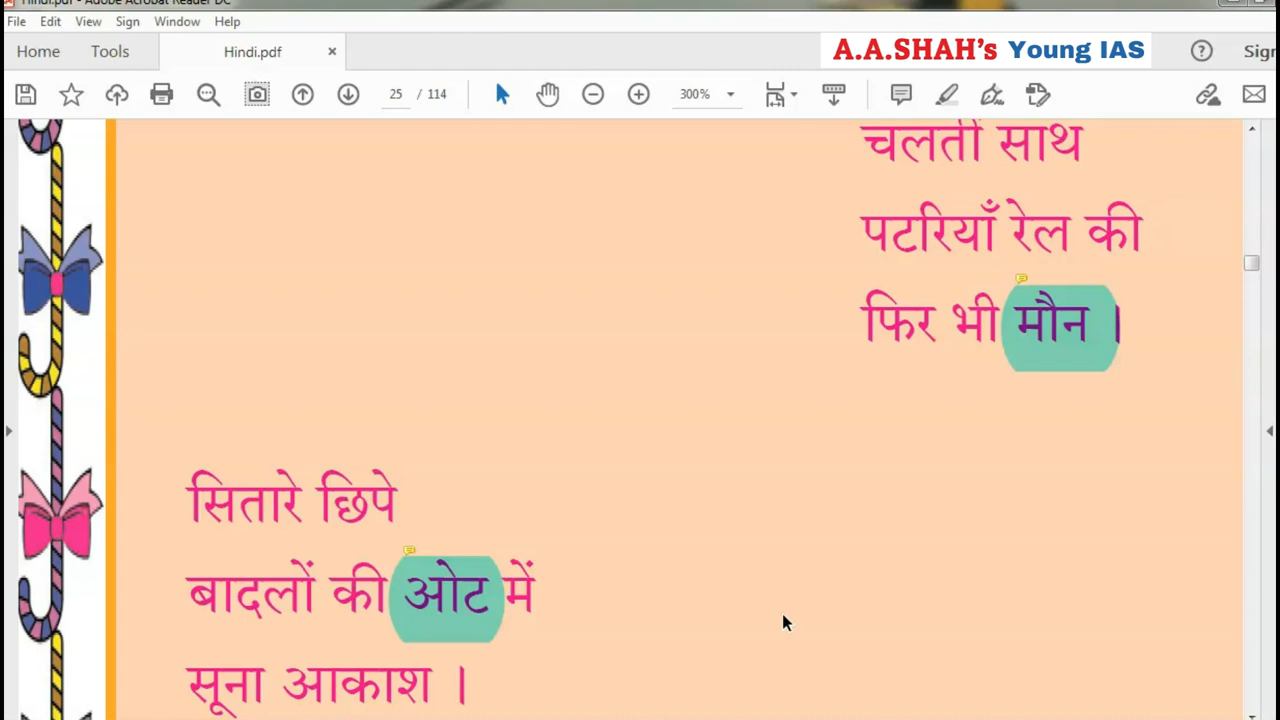 Hindi.pdf - Adobe Acrobat Reader DC
File Edit View Sign Window Help
Home Tools Hindi.pdf ×
A.A.SHAH's Young IAS
Sign
25 / 114
300%
चलतीं साथ
पटरियाँ रेल की
फिर भी मौन ।
सितारे छिपे
बादलों की ओट में
सूना आकाश ।